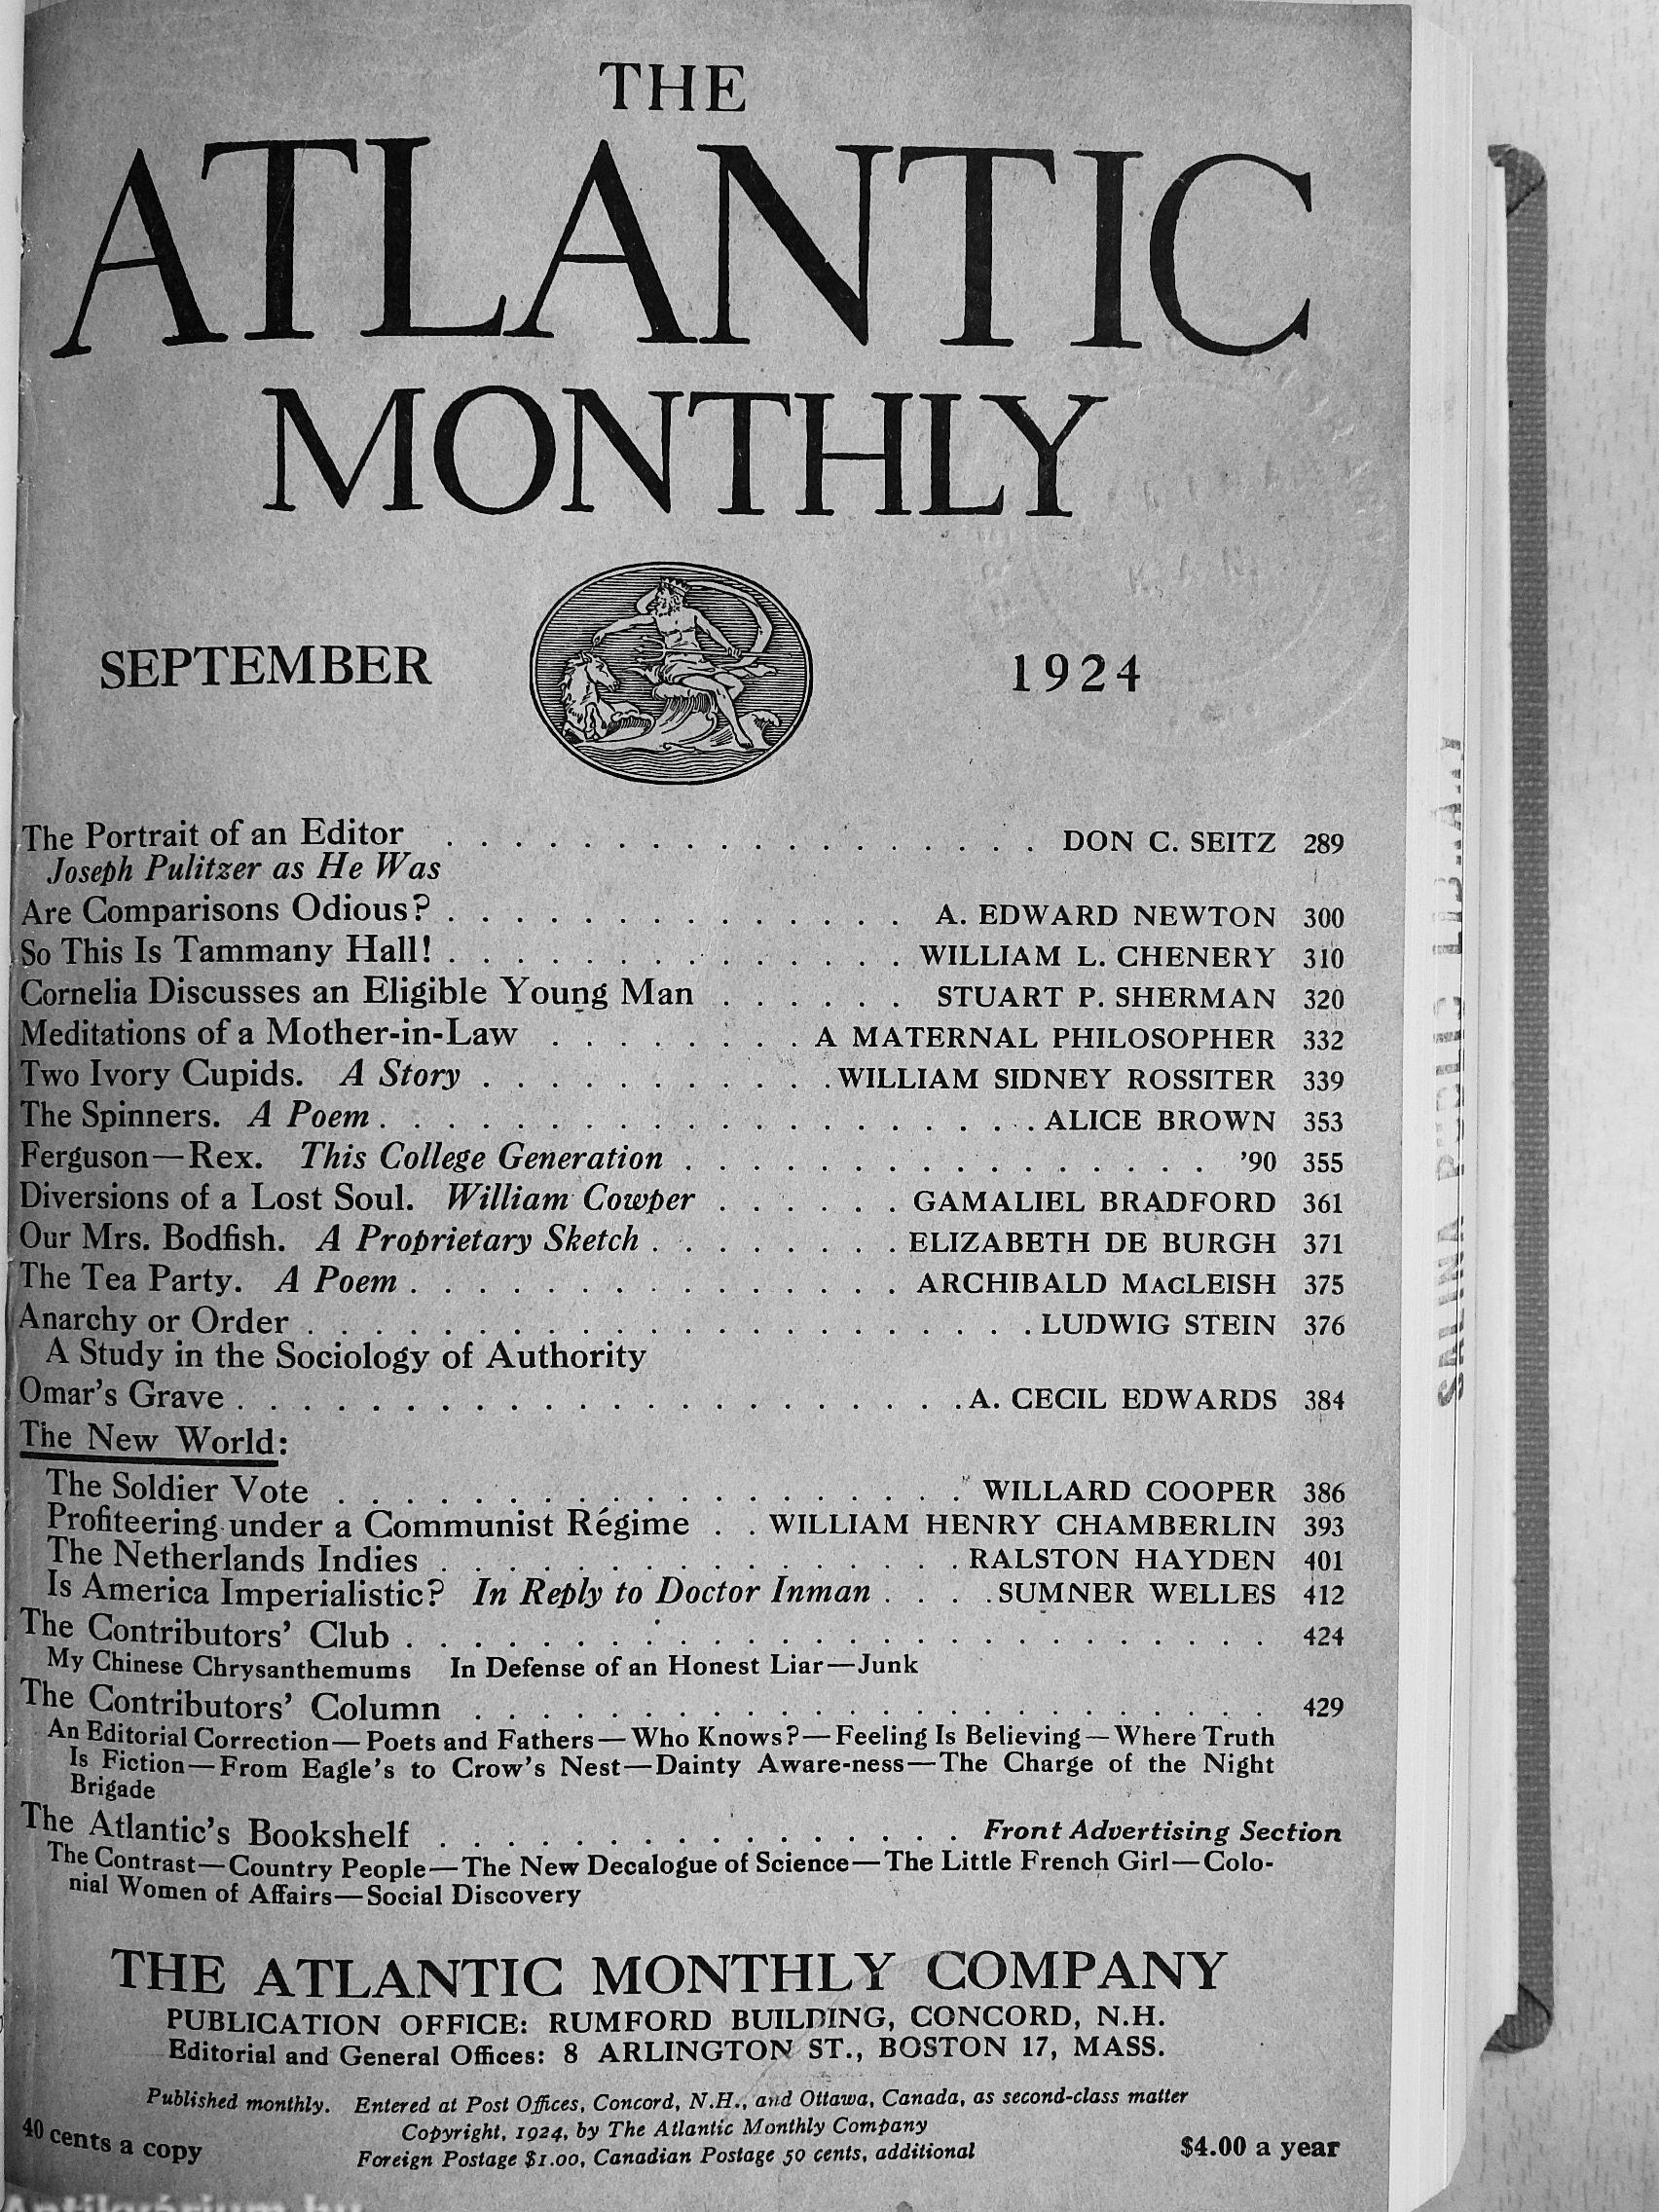 THE
ATLANTIC
MONTHLY
SEPTEMBER 1924
The Portrait of an Editor . . . . . . . . . . . . . . . . . . DON C. SEITZ 289
Joseph Pulitzer as He Was
Are Comparisons Odious? . . . . . . . . . . . . . . A. EDWARD NEWTON 300
So This Is Tammany Hall! . . . . . . . . . . . . . . WILLIAM L. CHENERY 310
Cornelia Discusses an Eligible Young Man . . . . . . STUART P. SHERMAN 320
Meditations of a Mother-in-Law . . . . . . . . A MATERNAL PHILOSOPHER 332
Two Ivory Cupids. A Story . . . . . . . . . . . WILLIAM SIDNEY ROSSITER 339
The Spinners. A Poem . . . . . . . . . . . . . . . . . . . . ALICE BROWN 353
Ferguson—Rex. This College Generation . . . . . . . . . . . . . . . . ’90 355
Diversions of a Lost Soul. William Cowper . . . . . . GAMALIEL BRADFORD 361
Our Mrs. Bodfish. A Proprietary Sketch . . . . . . . . ELIZABETH DE BURGH 371
The Tea Party. A Poem . . . . . . . . . . . . . . . ARCHIBALD MACLEISH 375
Anarchy or Order . . . . . . . . . . . . . . . . . . . . . . LUDWIG STEIN 376
A Study in the Sociology of Authority
Omar’s Grave . . . . . . . . . . . . . . . . . . . . . . A. CECIL EDWARDS 384
The New World:
The Soldier Vote . . . . . . . . . . . . . . . . . . . WILLARD COOPER 386
Profiteering under a Communist Régime . . WILLIAM HENRY CHAMBERLIN 393
The Netherlands Indies . . . . . . . . . . . . . . . . RALSTON HAYDEN 401
Is America Imperialistic? In Reply to Doctor Inman . . . . SUMNER WELLES 412
The Contributors’ Club . . . . . . . . . . . . . . . . . . . . . . . . . . 424
My Chinese Chrysanthemums In Defense of an Honest Liar—Junk
The Contributors’ Column . . . . . . . . . . . . . . . . . . . . . . . . 429
An Editorial Correction—Poets and Fathers—Who Knows?—Feeling Is Believing—Where Truth
Is Fiction—From Eagle’s to Crow’s Nest—Dainty Aware-ness—The Charge of the Night
Brigade
The Atlantic’s Bookshelf . . . . . . . . . . . . . . . . Front Advertising Section
The Contrast—Country People—The New Decalogue of Science—The Little French Girl—Colo-
nial Women of Affairs—Social Discovery
THE ATLANTIC MONTHLY COMPANY
PUBLICATION OFFICE: RUMFORD BUILDING, CONCORD, N.H.
Editorial and General Offices: 8 ARLINGTON ST., BOSTON 17, MASS.
Published monthly. Entered at Post Offices, Concord, N.H., and Ottawa, Canada, as second-class matter
Copyright, 1924, by The Atlantic Monthly Company
40 cents a copy Foreign Postage $1.00, Canadian Postage 50 cents, additional $4.00 a year
SALINA PUBLIC LIBRARY